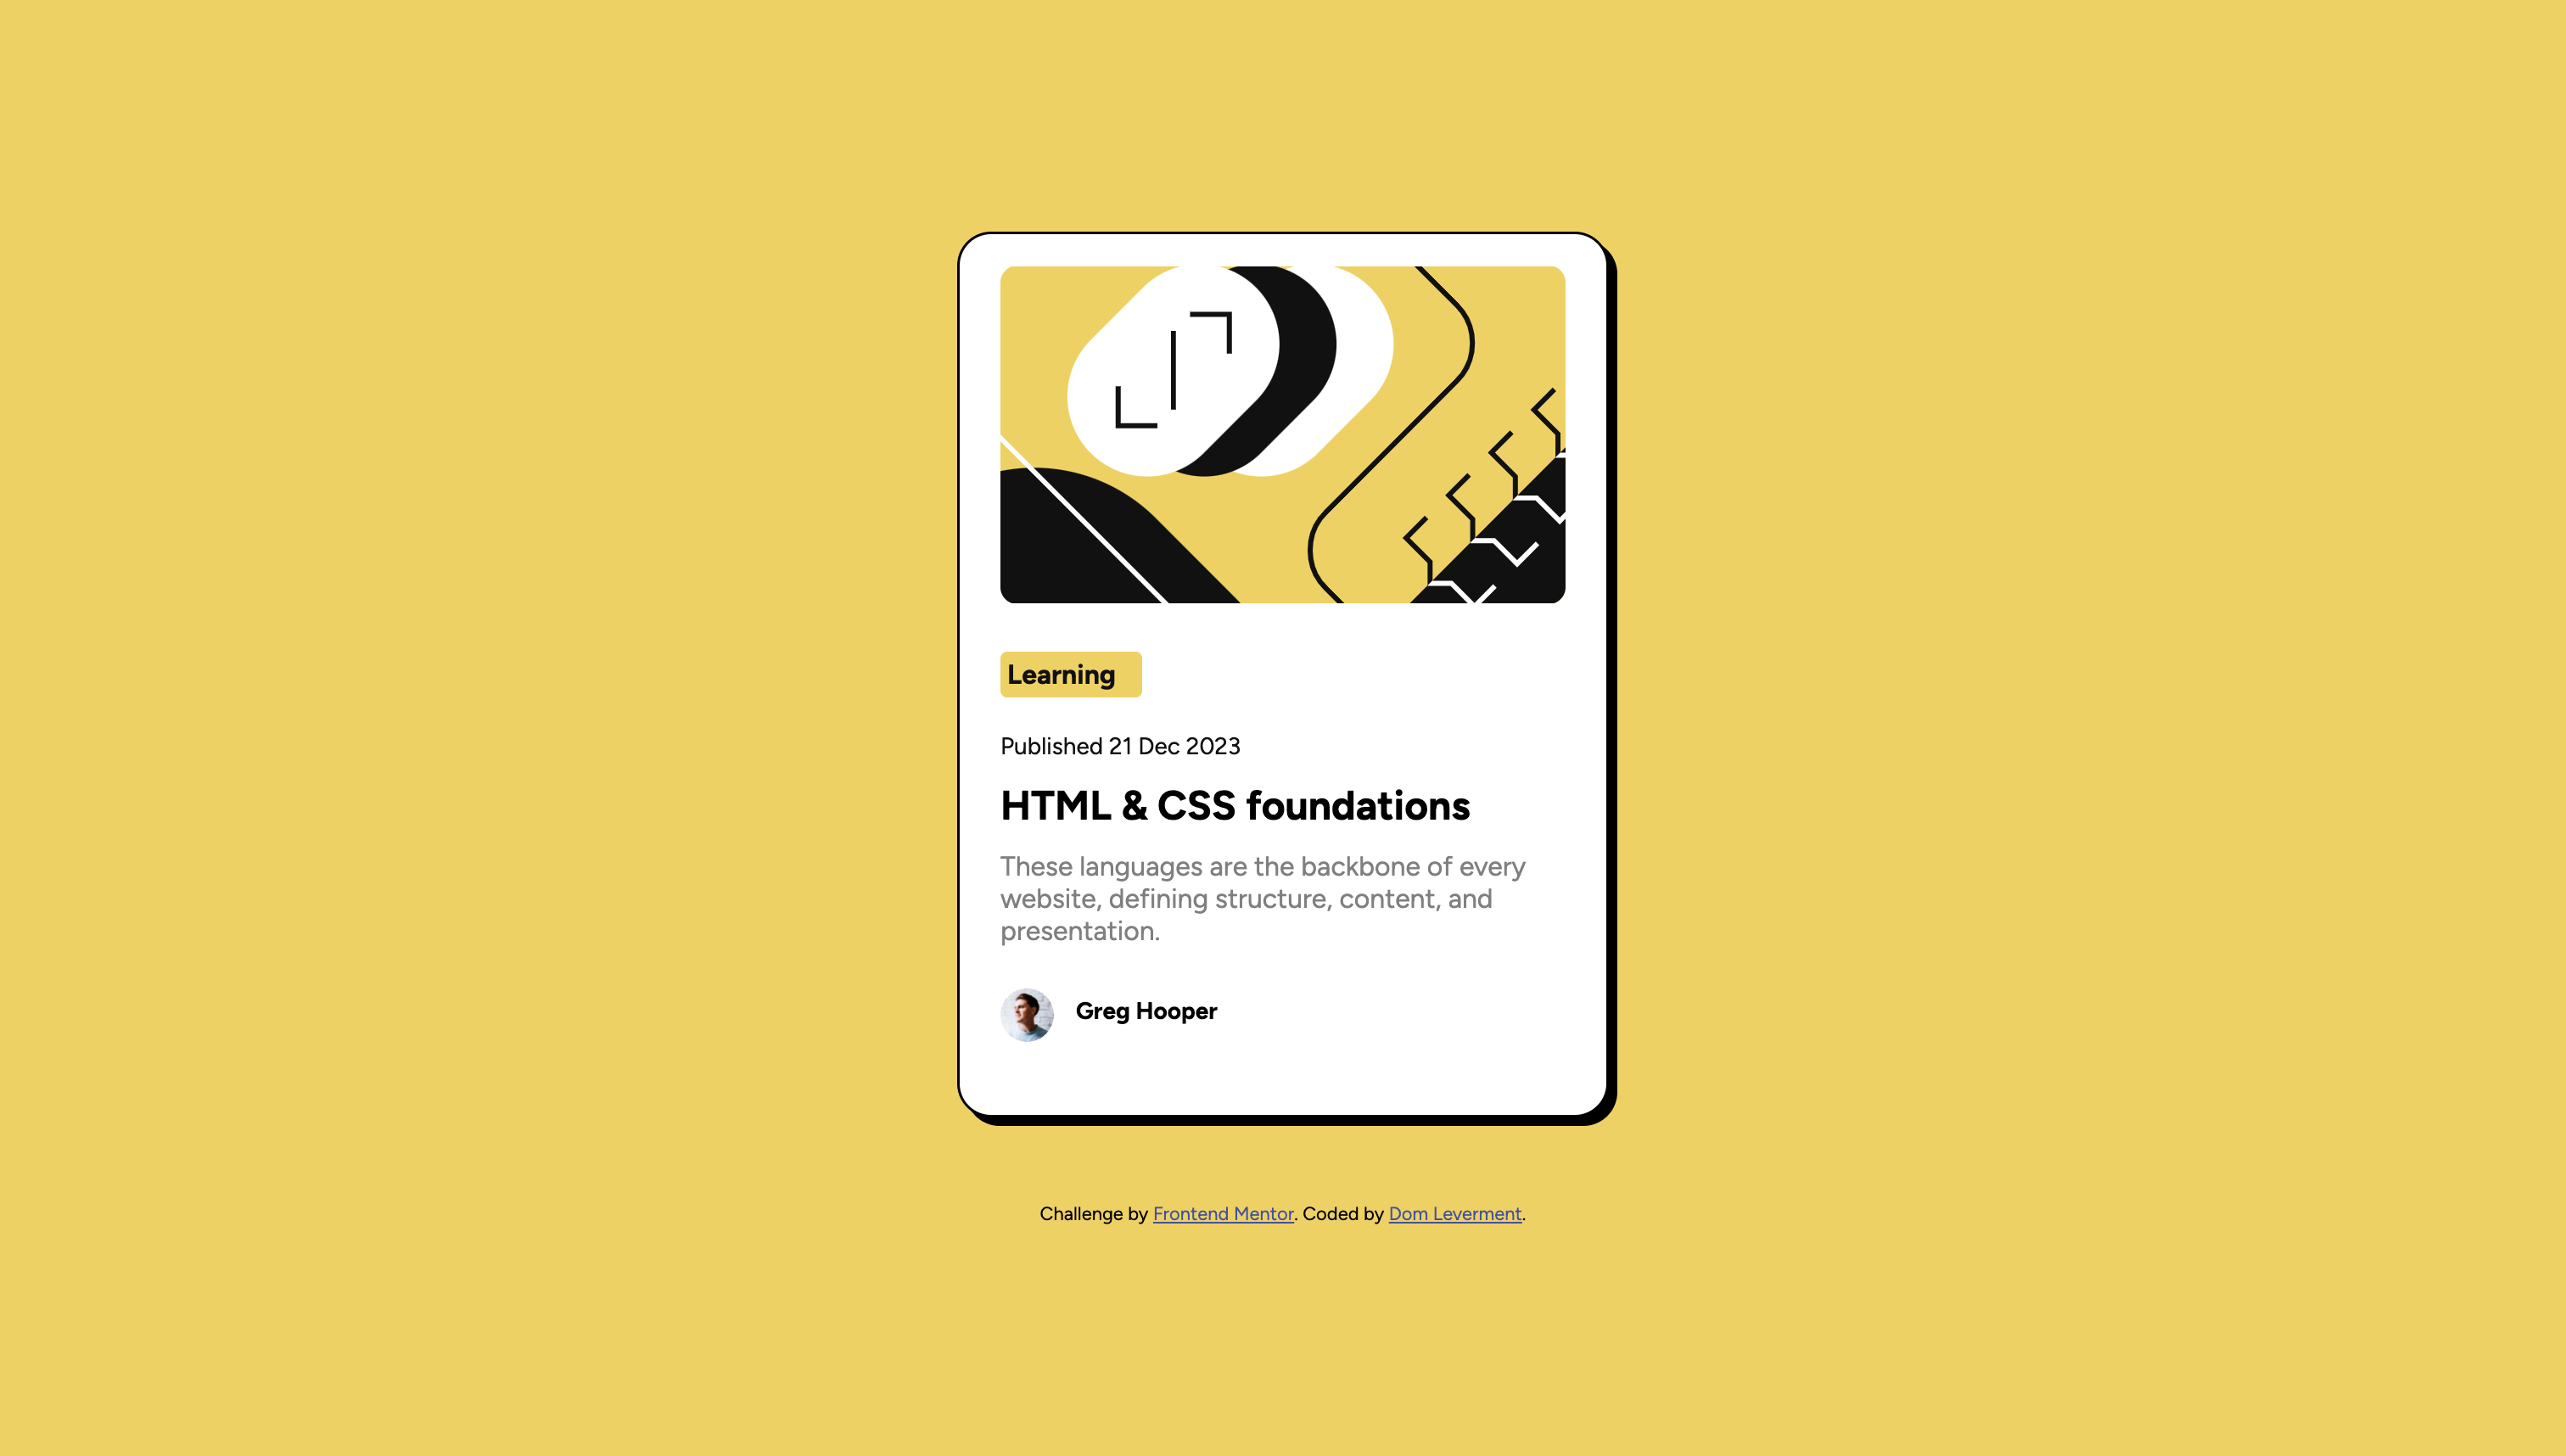 Learning
Published 21 Dec 2023
HTML & CSS foundations
These languages are the backbone of every
website, defining structure, content, and
presentation.
Greg Hooper
Challenge by Frontend Mentor. Coded by Dom Leverment.